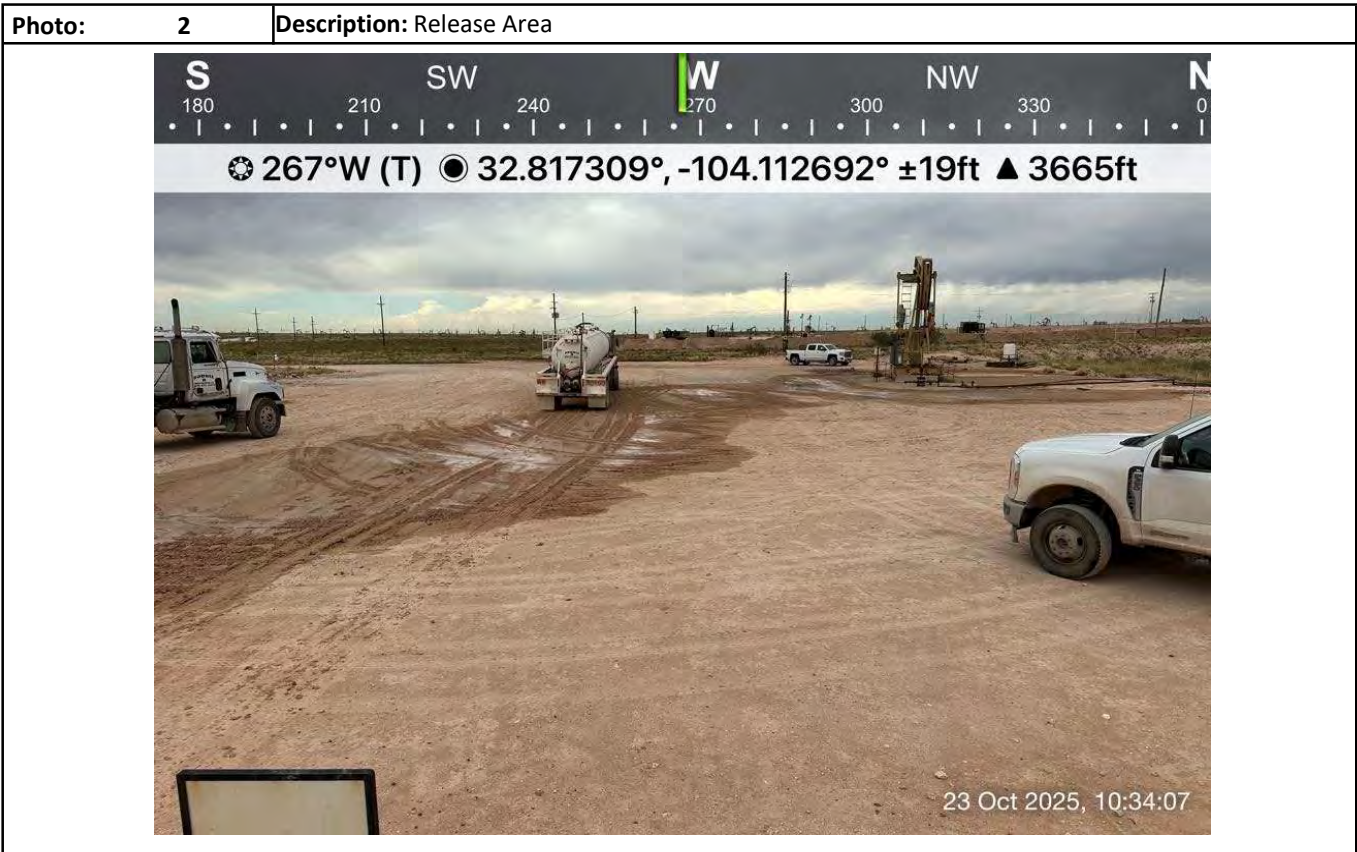 Photo: 2 Description: Release Area
S SW W NW N
180 210 240 270 300 330 0
267°W (T) 32.817309°, -104.112692° ±19ft ▲ 3665ft
23 Oct 2025, 10:34:07